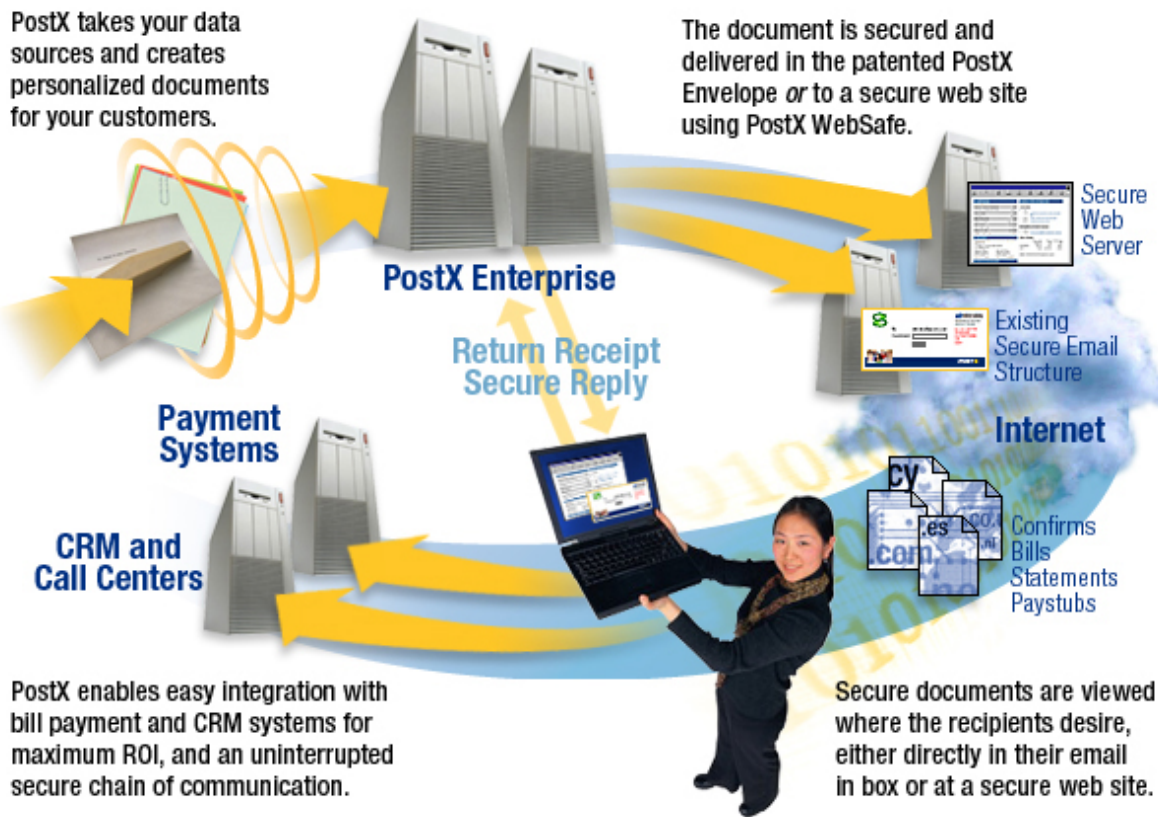 PostX takes your data
sources and creates
personalized documents
for your customers.
The document is secured and
delivered in the patented PostX
Envelope or to a secure web site
using PostX WebSafe.
Secure
Web
Server
PostX Enterprise
Existing
Secure Email
Structure
Return Receipt
Secure Reply
Payment
Systems
Internet
CRM and
Call Centers
cy
.es
.co.
.com
.nl
Confirms
Bills
Statements
Paystubs
PostX enables easy integration with
bill payment and CRM systems for
maximum ROI, and an uninterrupted
secure chain of communication.
Secure documents are viewed
where the recipients desire,
either directly in their email
in box or at a secure web site.